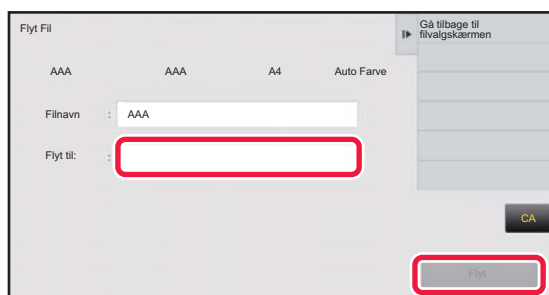 Flyt Fil
Gå tilbage til
filvalgskærmen
AAA AAA A4 Auto Farve
Filnavn : AAA
Flyt til: :
CA
Flyt